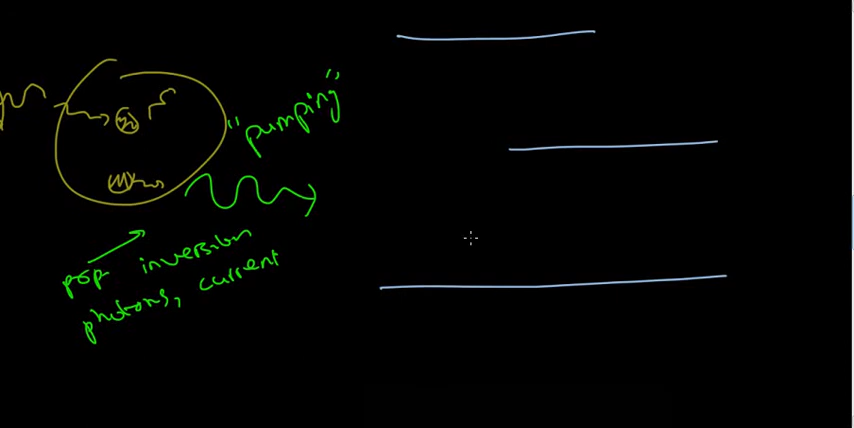 "pumping"
pop inversion
photons, current